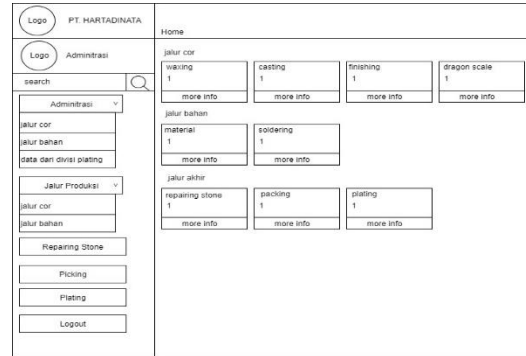 Logo PT. HARTADINATA
Home
Logo Adminitrasi
search
Adminitrasi v
jalur cor
jalur bahan
data dari divisi plating
Jalur Produksi v
jalur cor
jalur bahan
Repairing Stone
Picking
Plating
Logout
jalur cor
waxing
1
more info
casting
1
more info
finishing
1
more info
dragon scale
1
more info
jalur bahan
material
1
more info
soldering
1
more info
jalur akhir
repairing stone
1
more info
packing
1
more info
plating
1
more info